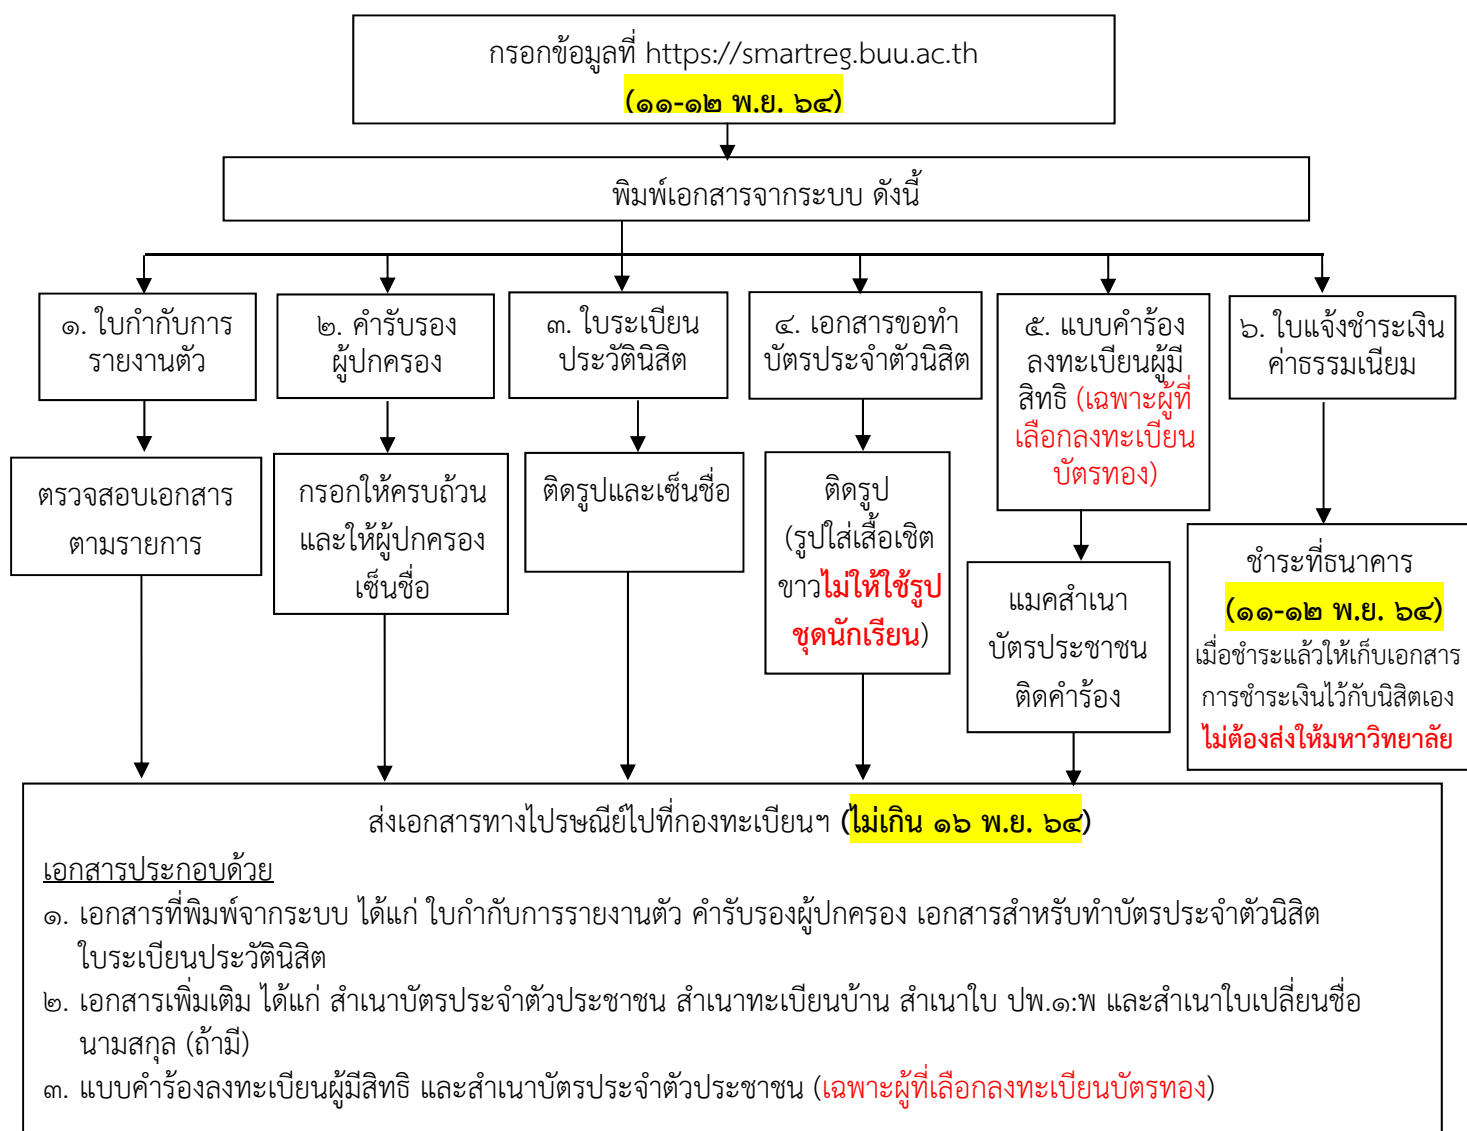 กรอกข้อมูลที่ https://smartreg.buu.ac.th
(๑๑-๑๒ พ.ย. ๖๔)
พิมพ์เอกสารจากระบบ ดังนี้
๑. ใบกำกับการ
รายงานตัว
๒. คำรับรอง
ผู้ปกครอง
๓. ใบระเบียน
ประวัตินิสิต
๔. เอกสารขอทำ
บัตรประจำตัวนิสิต
๕. แบบคำร้อง
ลงทะเบียนผู้มี
สิทธิ (เฉพาะผู้ที่
เลือกลงทะเบียน
บัตรทอง)
๖. ใบแจ้งชำระเงิน
ค่าธรรมเนียม
ตรวจสอบเอกสาร
ตามรายการ
กรอกให้ครบถ้วน
และให้ผู้ปกครอง
เซ็นชื่อ
ติดรูปและเซ็นชื่อ
ติดรูป
(รูปใส่เสื้อเชิต
ขาวไม่ให้ใช้รูป
ชุดนักเรียน)
แมคสำเนา
บัตรประชาชน
ติดคำร้อง
ชำระที่ธนาคาร
(๑๑-๑๒ พ.ย. ๖๔)
เมื่อชำระแล้วให้เก็บเอกสาร
การชำระเงินไว้กับนิสิตเอง
ไม่ต้องส่งให้มหาวิทยาลัย
ส่งเอกสารทางไปรษณีย์ไปที่กองทะเบียนฯ (ไม่เกิน ๑๖ พ.ย. ๖๔)
เอกสารประกอบด้วย
๑. เอกสารที่พิมพ์จากระบบ ได้แก่ ใบกำกับการรายงานตัว คำรับรองผู้ปกครอง เอกสารสำหรับทำบัตรประจำตัวนิสิต
ใบระเบียนประวัตินิสิต
๒. เอกสารเพิ่มเติม ได้แก่ สำเนาบัตรประจำตัวประชาชน สำเนาทะเบียนบ้าน สำเนาใบ ปพ.๑:พ และสำเนาใบเปลี่ยนชื่อ
นามสกุล (ถ้ามี)
๓. แบบคำร้องลงทะเบียนผู้มีสิทธิ และสำเนาบัตรประจำตัวประชาชน (เฉพาะผู้ที่เลือกลงทะเบียนบัตรทอง)